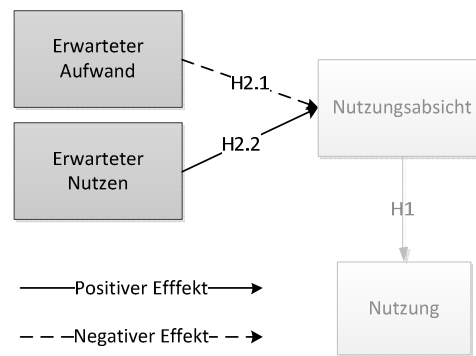 Erwarteter
Aufwand
H2.1
Nutzungsabsicht
Erwarteter
Nutzen
H2.2
H1
Positiver Efffekt
Nutzung
Negativer Effekt